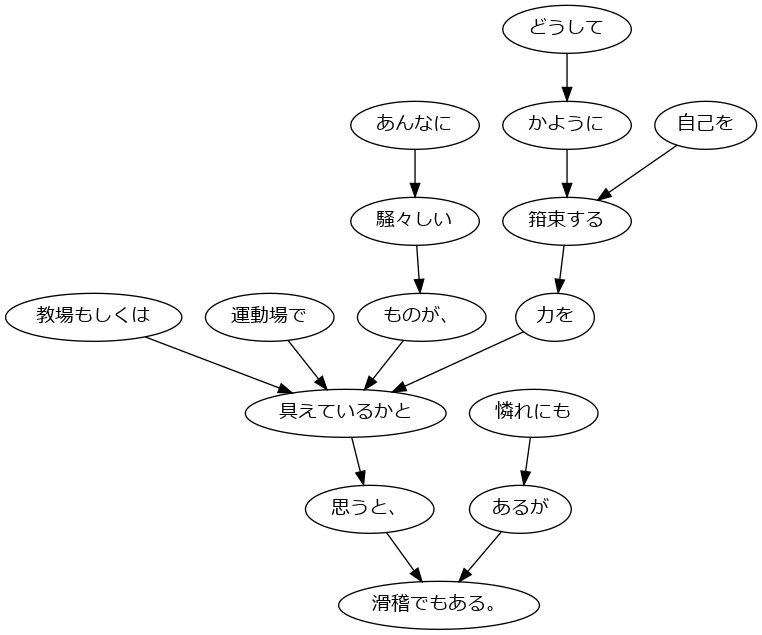 どうして
あんなに
かように
自己を
騒々しい
箝束する
教場もしくは
運動場で
ものが、
力を
具えているかと
憐れにも
思うと、
あるが
滑稽でもある。